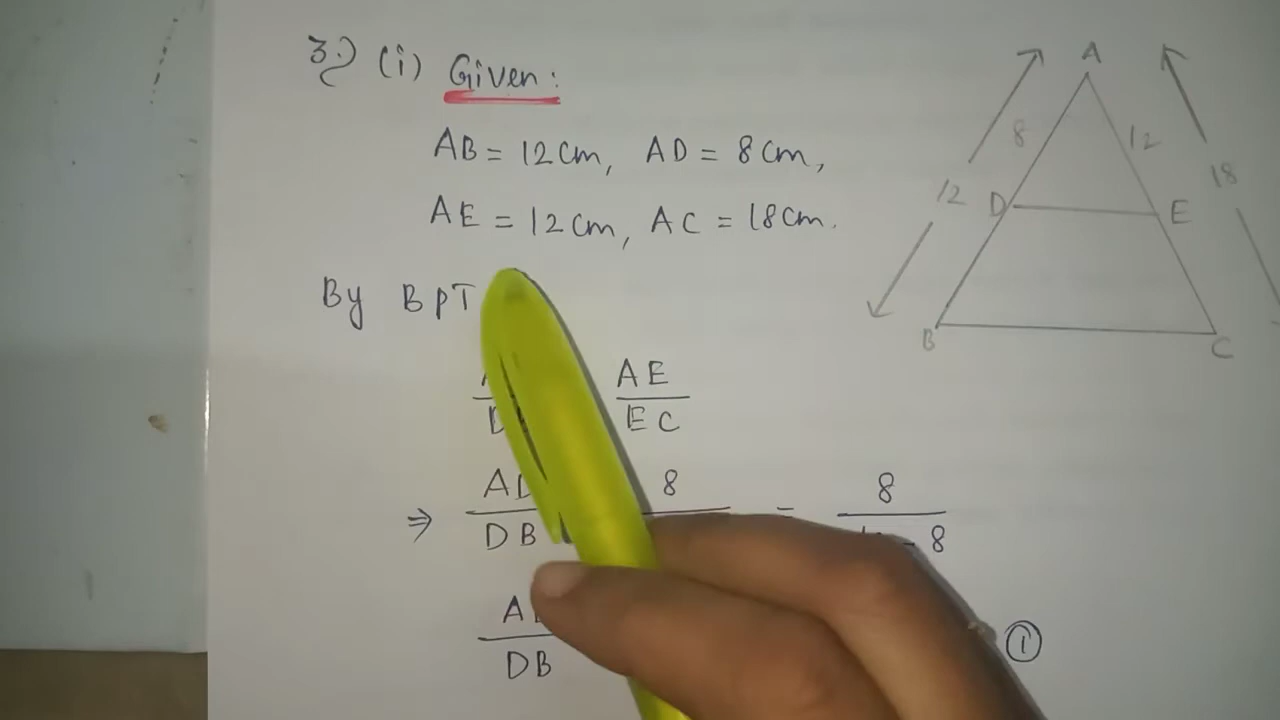 3.) (i) Given:
AB = 12 cm, AD = 8 cm,
AE = 12 cm, AC = 18 cm.
By BPT
AE
EC
⇒ 8 = 8
DB - 8
DB
①
A
8 12
12 18
D E
B C